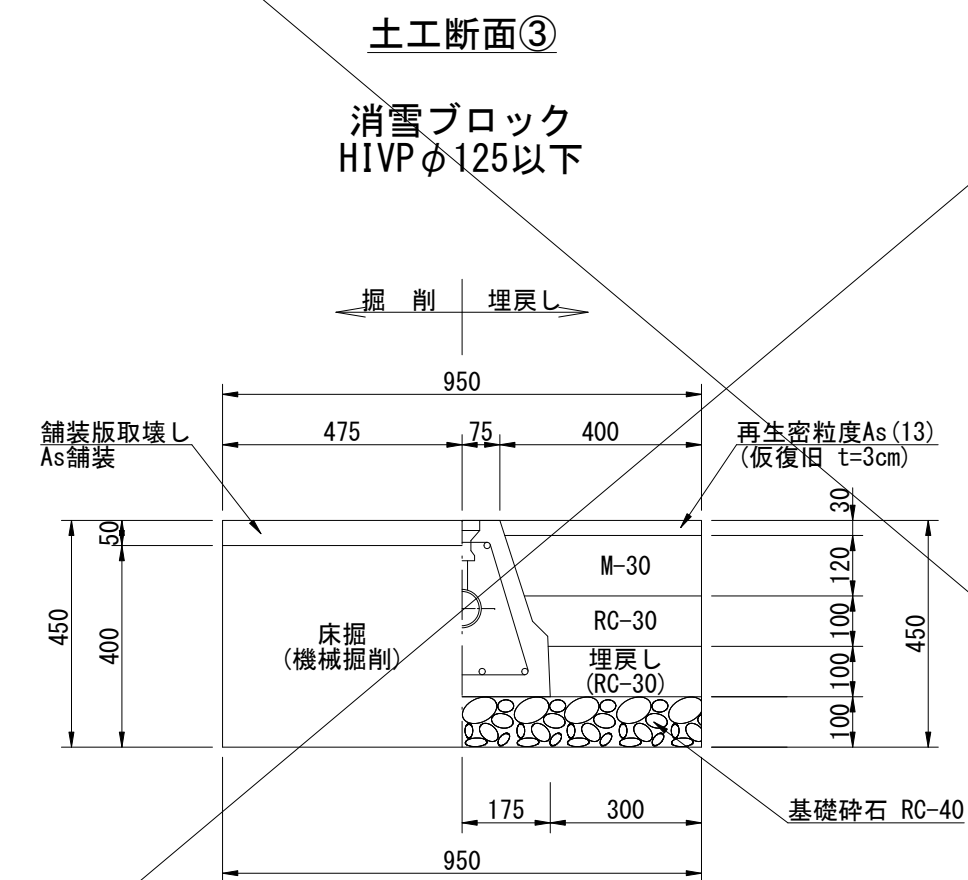 土工断面③
消雪ブロック
HIVPφ125以下
掘 削
埋戻し
950
475
75
400
舗装版取壊し
As舗装
再生密粒度As(13)
(仮復旧 t=3cm)
30
50
120
M-30
450
400
床掘
(機械掘削)
RC-30
100
450
埋戻し
(RC-30)
100
100
175
300
基礎砕石 RC-40
950